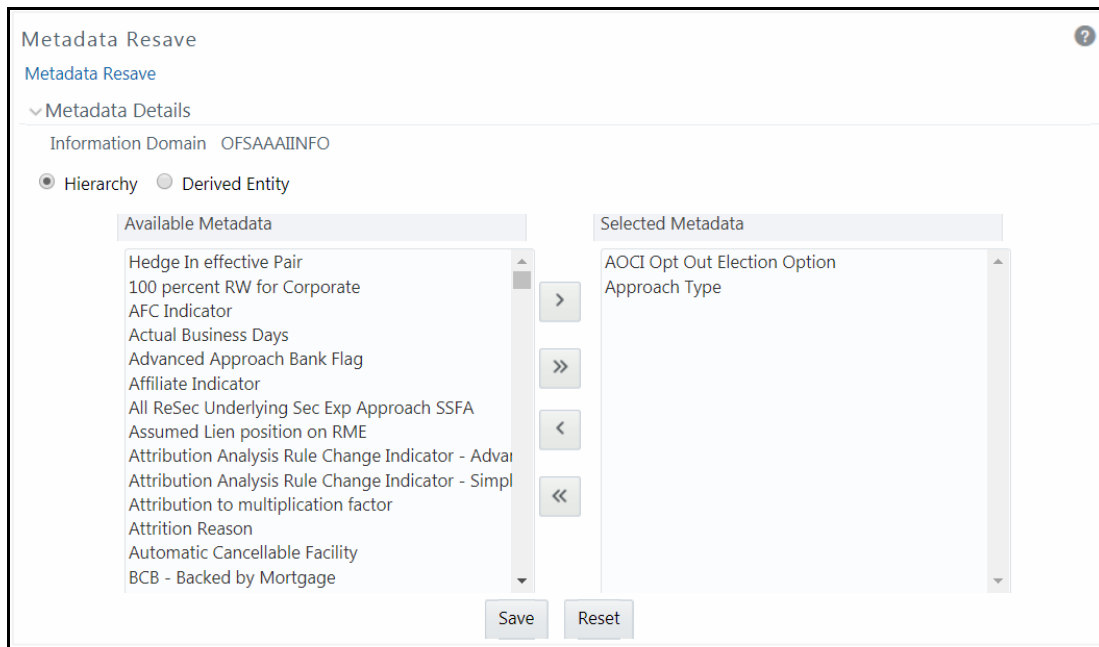 Metadata Resave
Metadata Resave
Metadata Details
Information Domain OFSAAAIINFO
Hierarchy Derived Entity
Available Metadata
Hedge In effective Pair
100 percent RW for Corporate
AFC Indicator
Actual Business Days
Advanced Approach Bank Flag
Affiliate Indicator
All ReSec Underlying Sec Exp Approach SSFA
Assumed Lien position on RME
Attribution Analysis Rule Change Indicator - Advan
Attribution Analysis Rule Change Indicator - Simpl
Attribution to multiplication factor
Attrition Reason
Automatic Cancellable Facility
BCB - Backed by Mortgage
Selected Metadata
AOCI Opt Out Election Option
Approach Type
Save Reset